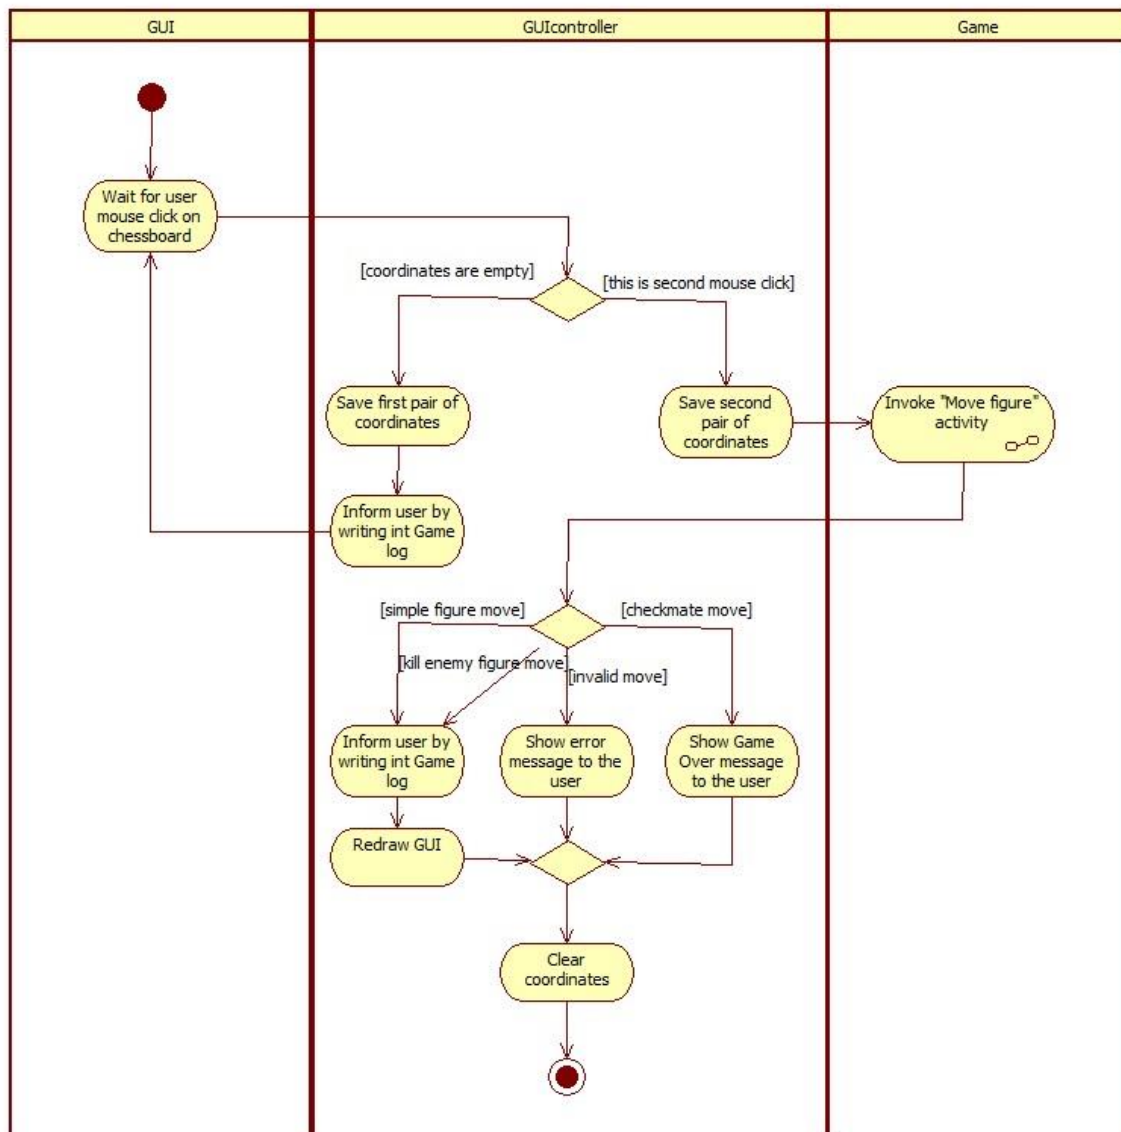 GUI
GUIcontroller
Game
Wait for user
mouse click on
chessboard
[coordinates are empty]
[this is second mouse click]
Save first pair of
coordinates
Save second
pair of
coordinates
Invoke "Move figure"
activity
Inform user by
writing int Game
log
[simple figure move]
[checkmate move]
[kill enemy figure move]
[invalid move]
Inform user by
writing int Game
log
Show error
message to the
user
Show Game
Over message
to the user
Redraw GUI
Clear
coordinates